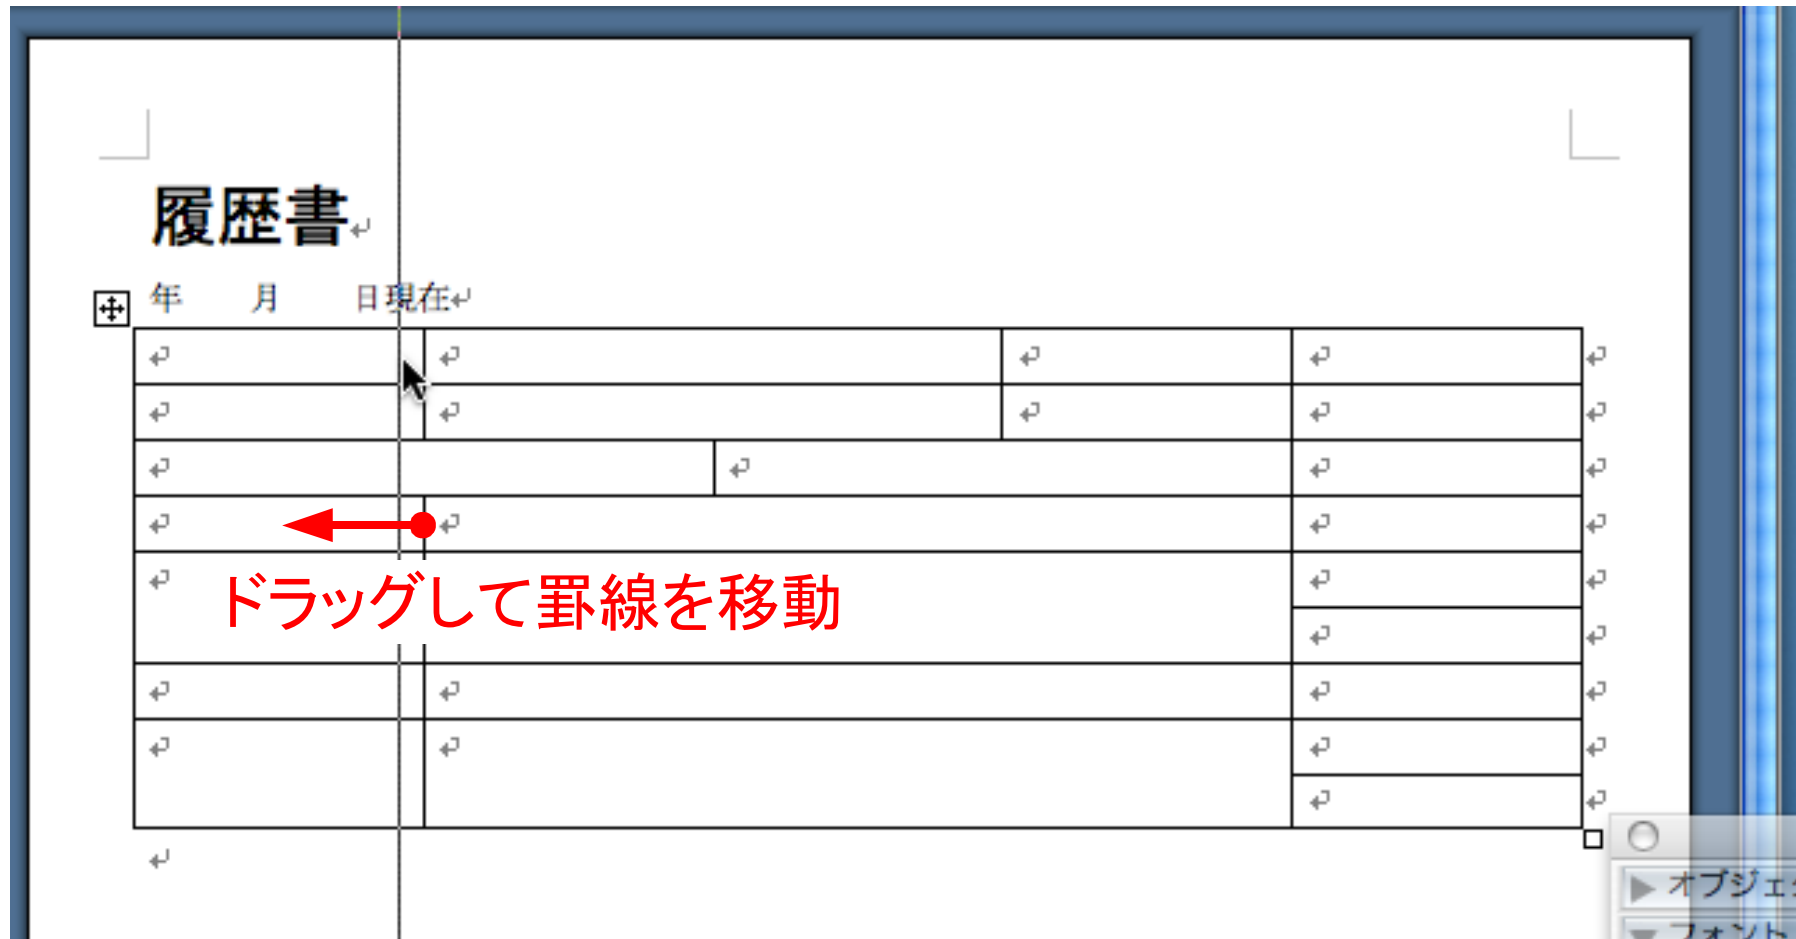 履歴書
年 月 日現在
ドラッグして罫線を移動
オブジェ
フォント